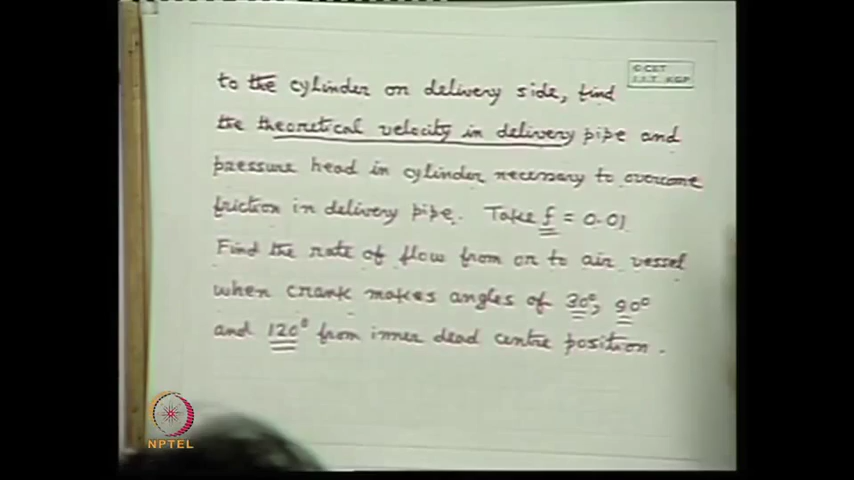 to the cylinder on delivery side, find
© CET
I.I.T. KGP
the theoretical velocity in delivery pipe and
pressure head in cylinder necessary to overcome
friction in delivery pipe. Take f = 0.01
Find the rate of flow from or to air vessel
when crank makes angles of 30°, 90°
and 120° from inner dead centre position.
NPTEL